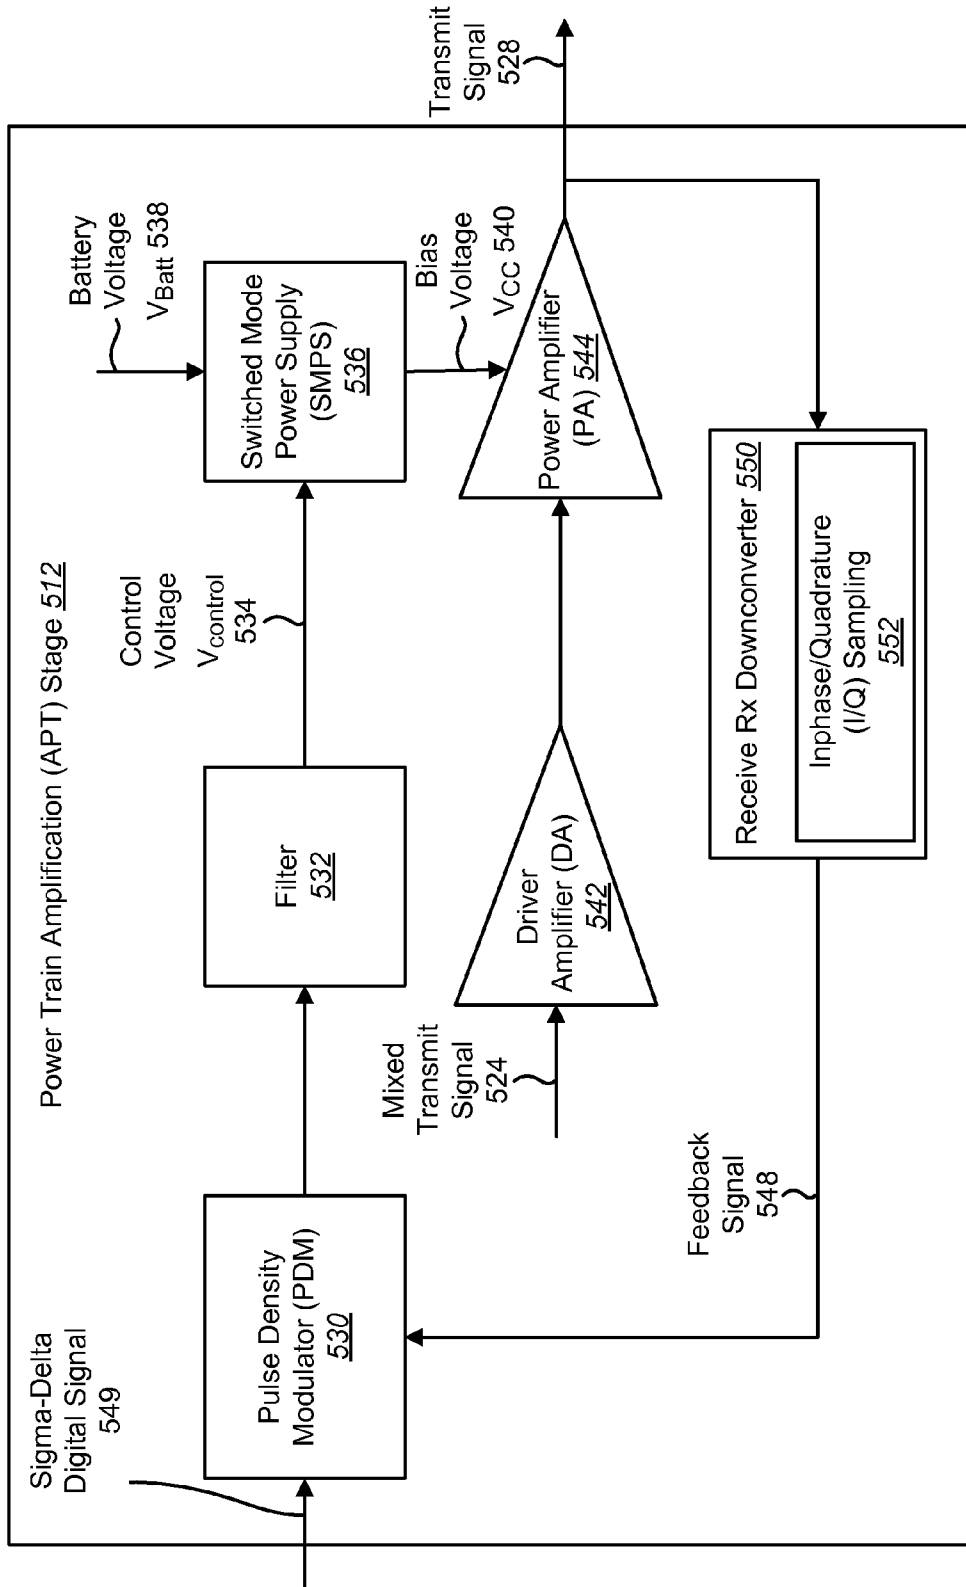 Power Train Amplification (APT) Stage 512
Sigma-Delta
Digital Signal
549
Pulse Density
Modulator (PDM)
530
Filter
532
Control
Voltage
Vcontrol
534
Battery
Voltage
VBatt 538
Switched Mode
Power Supply
(SMPS)
536
Bias
Voltage
VCC 540
Mixed
Transmit
Signal
524
Driver
Amplifier (DA)
542
Power Amplifier
(PA) 544
Transmit
Signal
528
Feedback
Signal
548
Receive Rx Downconverter 550
Inphase/Quadrature
(I/Q) Sampling
552